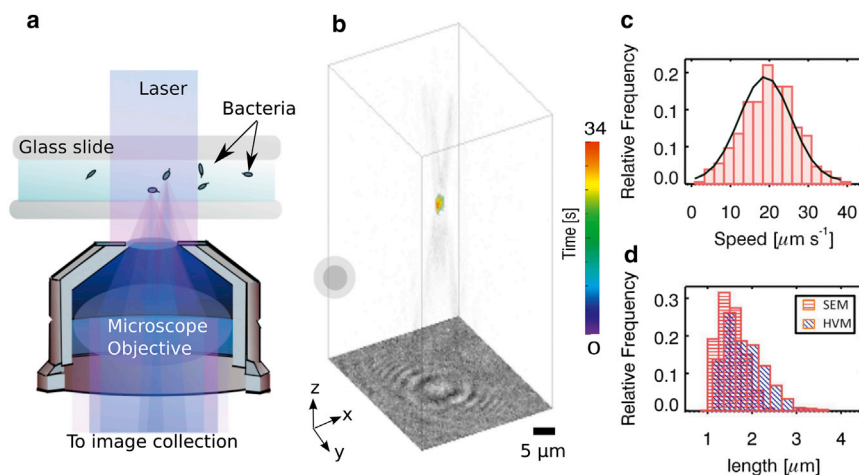 a
Laser
Bacteria
Glass slide
Microscope
Objective
To image collection
b
34
Time [s]
0
z
x
y
5 μm
c
Relative Frequency
0.2
0.1
0.1
0.0
0 10 20 30 40
Speed [μm s⁻¹]
d
Relative Frequency
0.3
0.2
0.1
0.0
SEM
HVM
1 2 3 4
length [μm]